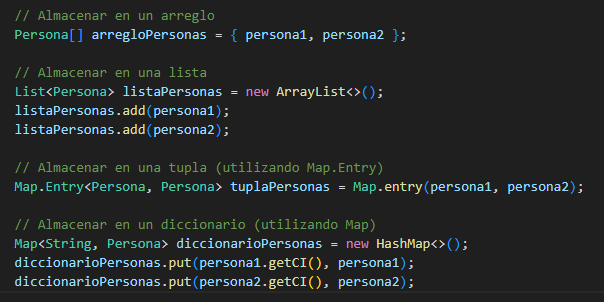 // Almacenar en un arreglo
Persona[] arregloPersonas = { persona1, persona2 };
// Almacenar en una lista
List<Persona> listaPersonas = new ArrayList<>();
listaPersonas.add(persona1);
listaPersonas.add(persona2);
// Almacenar en una tupla (utilizando Map.Entry)
Map.Entry<Persona, Persona> tuplaPersonas = Map.entry(persona1, persona2);
// Almacenar en un diccionario (utilizando Map)
Map<String, Persona> diccionarioPersonas = new HashMap<>();
diccionarioPersonas.put(persona1.getCI(), persona1);
diccionarioPersonas.put(persona2.getCI(), persona2);